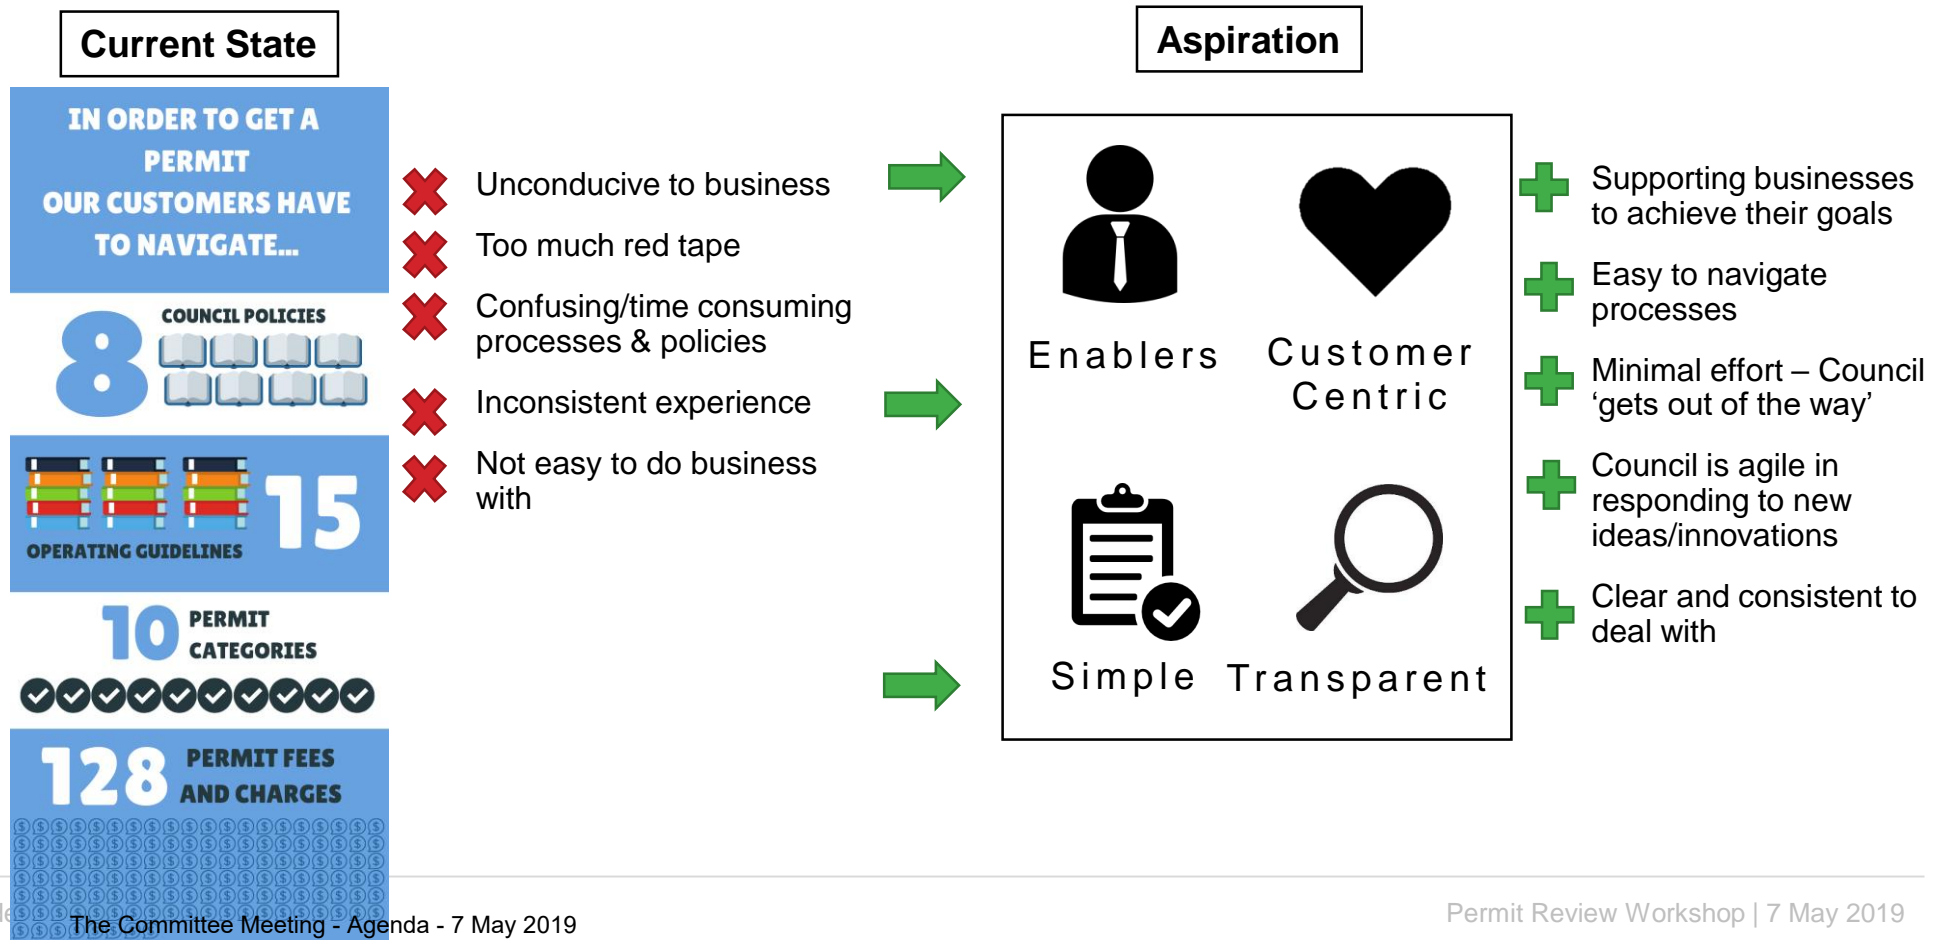 Current State
IN ORDER TO GET A
PERMIT
OUR CUSTOMERS HAVE
TO NAVIGATE...
8
COUNCIL POLICIES
15
OPERATING GUIDELINES
10
PERMIT
CATEGORIES
128
PERMIT FEES
AND CHARGES
Unconducive to business
Too much red tape
Confusing/time consuming
processes & policies
Inconsistent experience
Not easy to do business
with
Aspiration
Enablers
Customer
Centric
Simple
Transparent
Supporting businesses
to achieve their goals
Easy to navigate
processes
Minimal effort – Council
‘gets out of the way’
Council is agile in
responding to new
ideas/innovations
Clear and consistent to
deal with
The Committee Meeting - Agenda - 7 May 2019
Permit Review Workshop | 7 May 2019